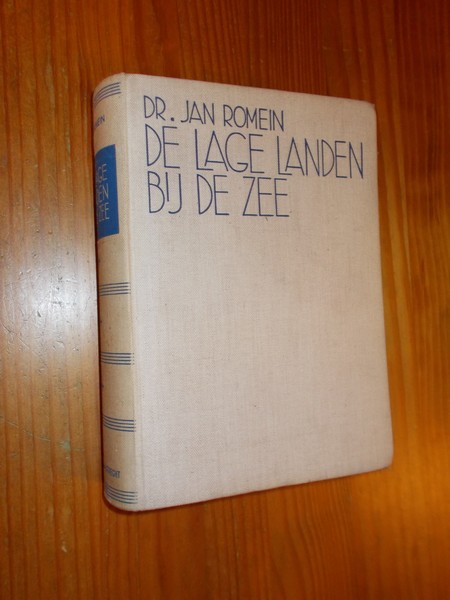 DR. JAN ROMEIN
DE LAGE LANDEN
BIJ DE ZEE